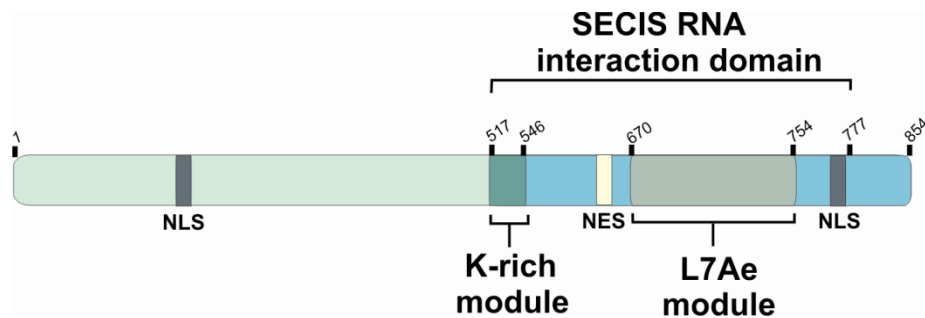 SECIS RNA
interaction domain
1
517
546
670
754
777
854
NLS
NES
NLS
K-rich
module
L7Ae
module